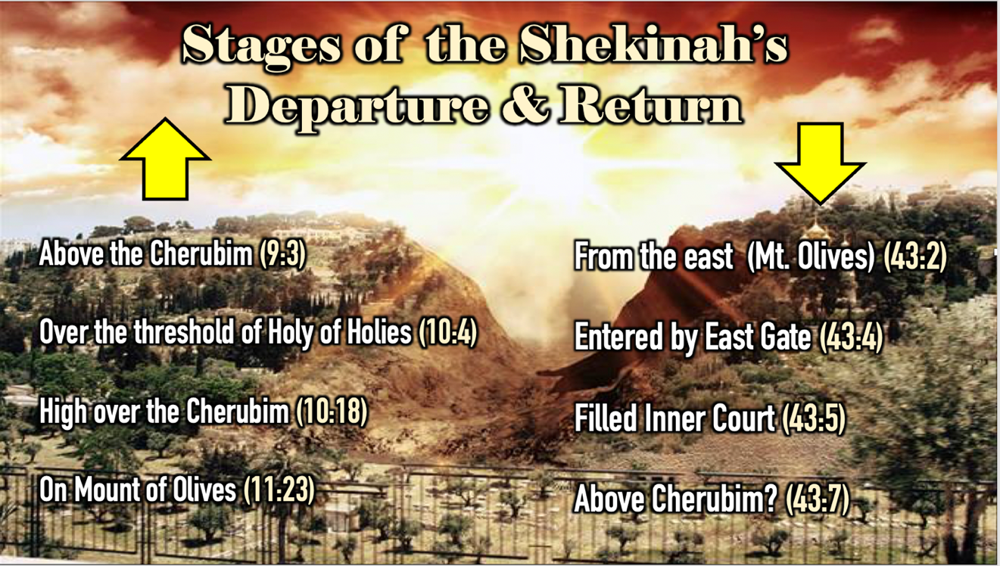 Stages of the Shekinah's
Departure & Return
Above the Cherubim (9:3)
Over the threshold of Holy of Holies (10:4)
High over the Cherubim (10:18)
On Mount of Olives (11:23)
From the east (Mt. Olives) (43:2)
Entered by East Gate (43:4)
Filled Inner Court (43:5)
Above Cherubim? (43:7)